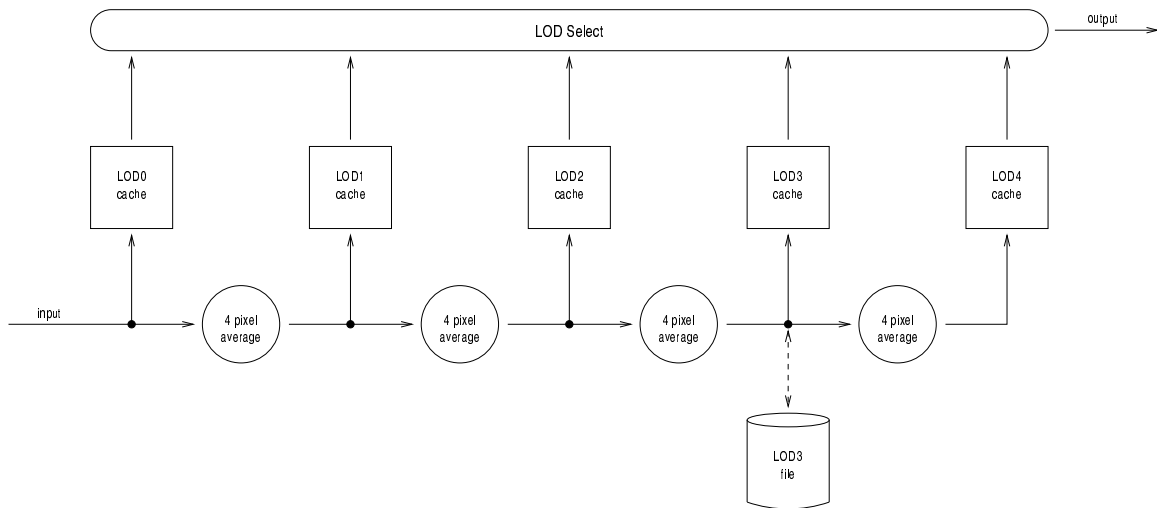 output
LOD Select
LOD0
cache
LOD1
cache
LOD2
cache
LOD3
cache
LOD4
cache
input
4 pixel
average
4 pixel
average
4 pixel
average
4 pixel
average
LOD3
file